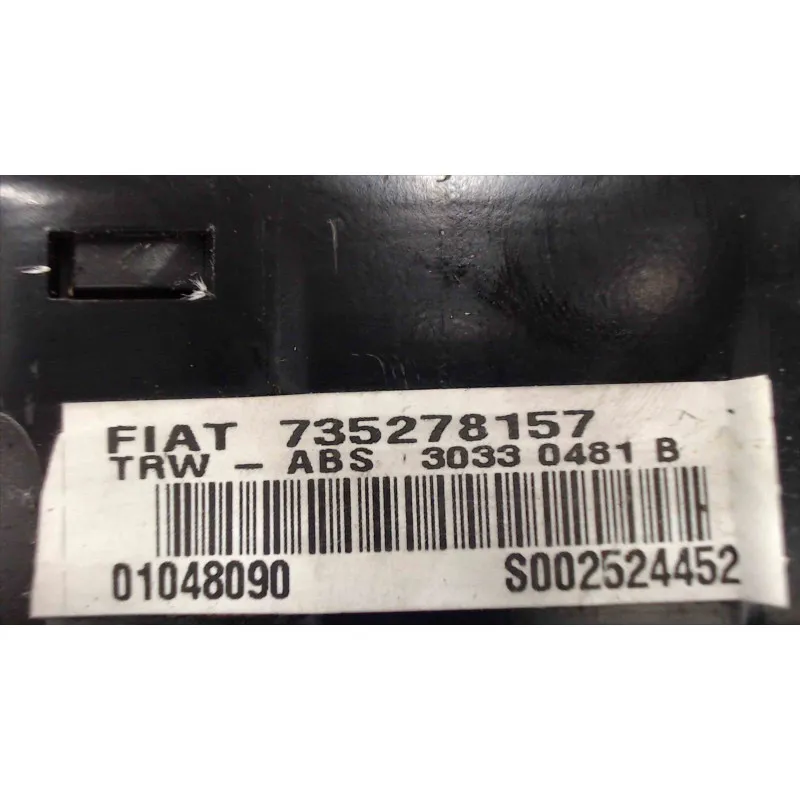 FIAT 735278157
TRW - ABS 3033 0481 B
01048090 S002524452